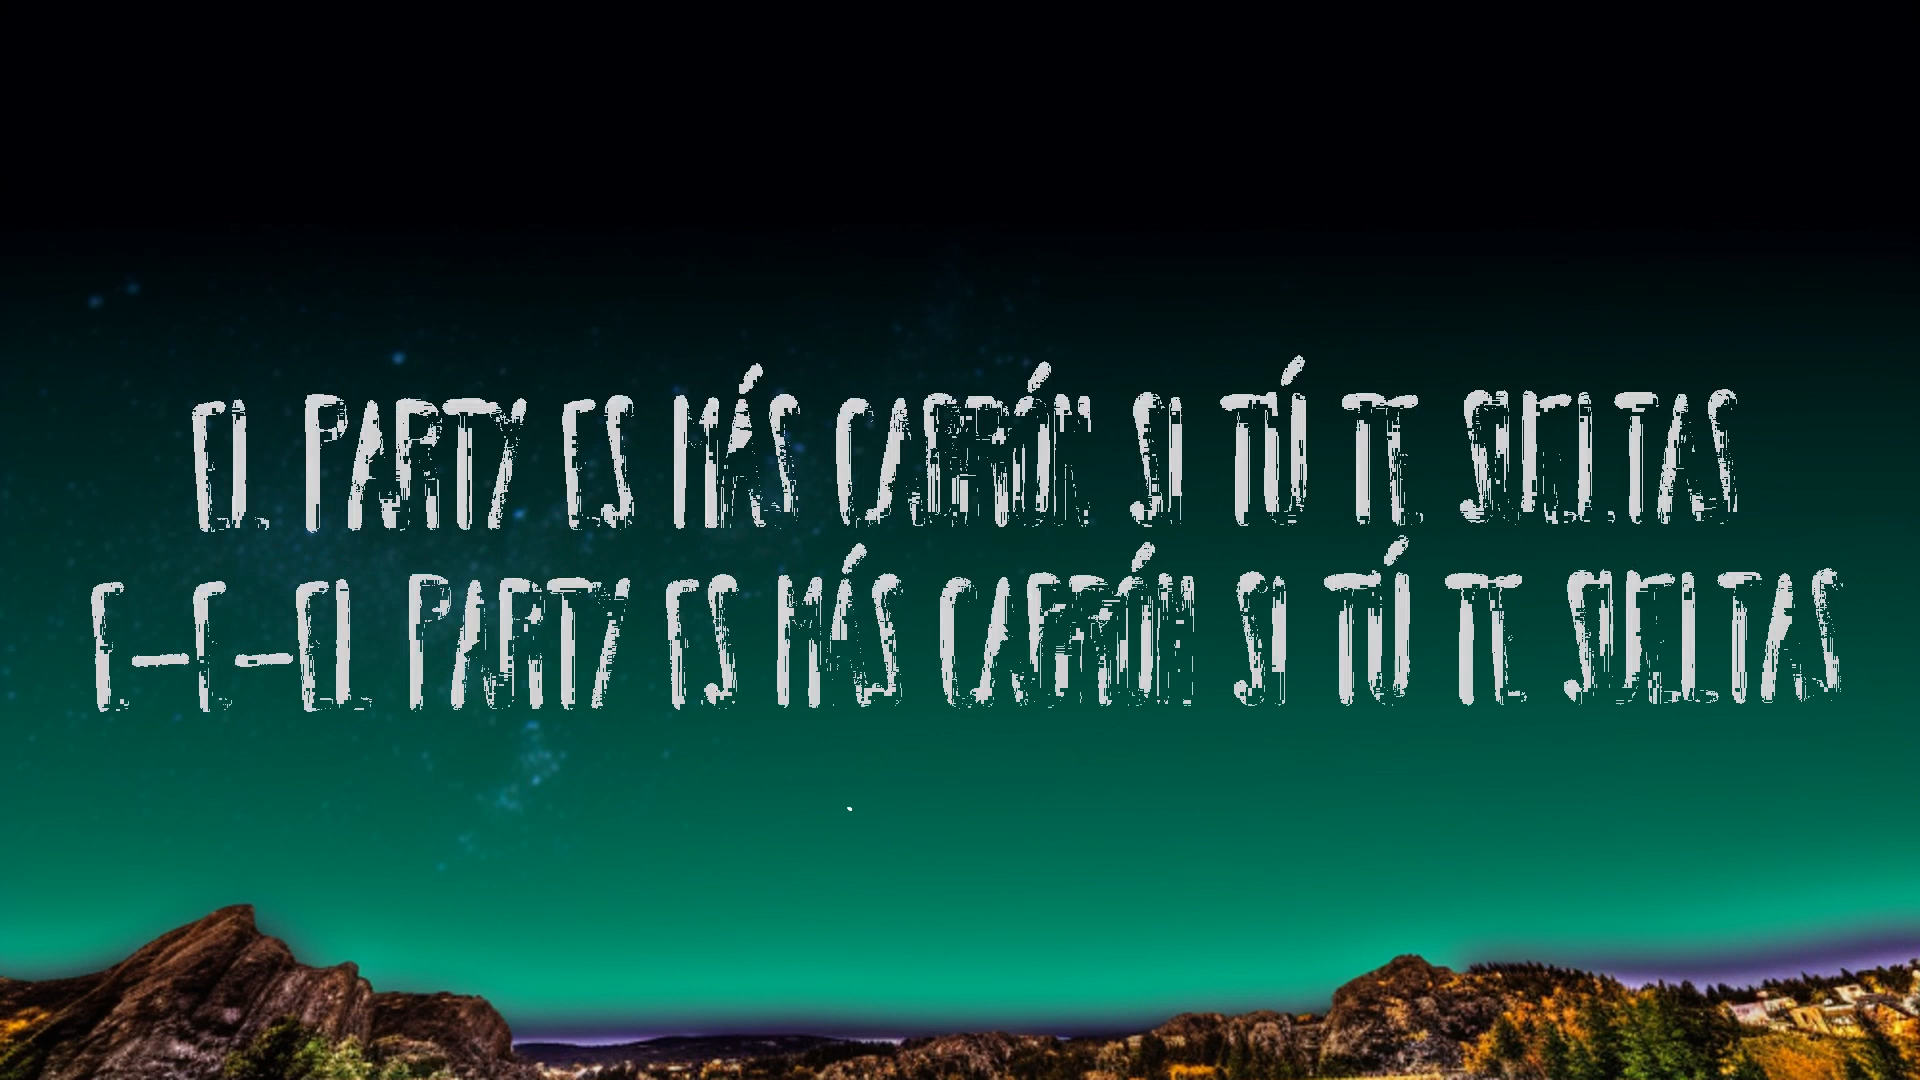 EL PARTY ES MÁS CABRÓN SI TÚ TE SUELTAS
E-E-EL PARTY ES MÁS CABRÓN SI TÚ TE SUELTAS